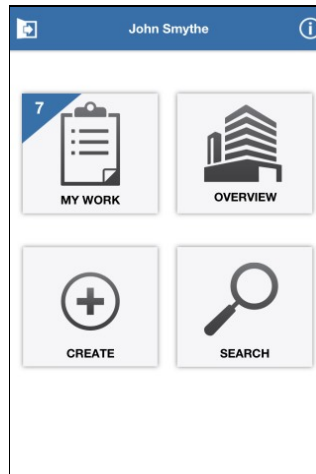 John Smythe
7
MY WORK
OVERVIEW
CREATE
SEARCH